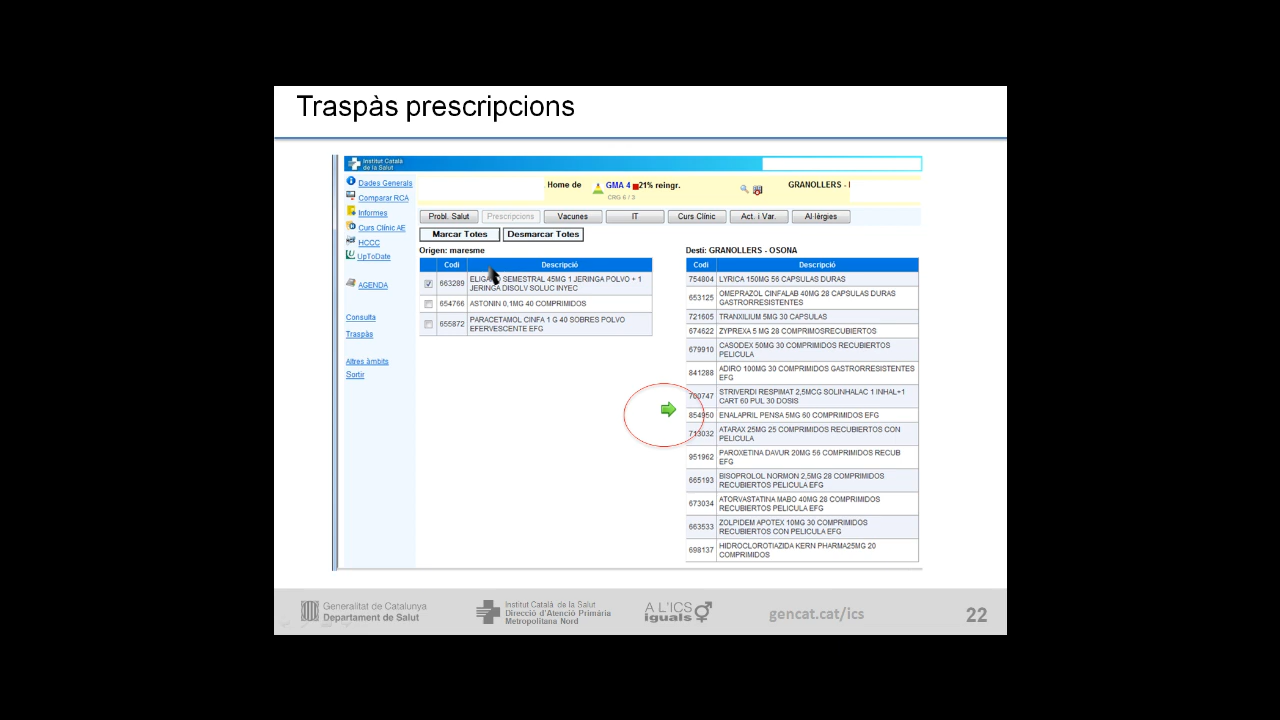 Traspàs prescripcions
Institut Català
de la Salut
Dades Generals
Comparar RCA
Informes
Curs Clínic AE
HCCC
UpToDate
AGENDA
Consulta
Traspàs
Altres àmbits
Sortir
Home de
GMA 4
21% reingr.
CRG 6 / 3
GRANOLLERS -
Probl. Salut
Prescripcions
Vacunes
IT
Curs Clínic
Act. i Var.
Al·lèrgies
Marcar Totes
Desmarcar Totes
Origen: maresme
Codi Descripció
663289 SEMESTRAL 45MG 1 JERINGA POLVO + 1
JERINGA DISOLV SOLUC INYEC
654766 ASTONIN 0,1MG 40 COMPRIMIDOS
655872 PARACETAMOL CINFA 1 G 40 SOBRES POLVO
EFERVESCENTE EFG
Destí: GRANOLLERS - OSONA
Codi Descripció
754804 LYRICA 150MG 56 CAPSULAS DURAS
653125 OMEPRAZOL CINFALAB 40MG 28 CAPSULAS DURAS
GASTRORRESISTENTES
721605 TRANXILIUM 5MG 30 CAPSULAS
674622 ZYPREXA 5 MG 28 COMPRIMOSRECUBIERTOS
679910 CASODEX 50MG 30 COMPRIMIDOS RECUBIERTOS
PELICULA
841288 ADIRO 100MG 30 COMPRIMIDOS GASTRORRESISTENTES
EFG
700747 STRIVERDI RESPIMAT 2,5MCG SOLINHALAC 1 INHAL+1
CART 60 PUL 30 DOSIS
854950 ENALAPRIL PENSA 5MG 60 COMPRIMIDOS EFG
713032 ATARAX 25MG 25 COMPRIMIDOS RECUBIERTOS CON
PELICULA
951962 PAROXETINA DAVUR 20MG 56 COMPRIMIDOS RECUB
EFG
665193 BISOPROLOL NORMON 2,5MG 28 COMPRIMIDOS
RECUBIERTOS PELICULA EFG
673034 ATORVASTATINA MABO 40MG 28 COMPRIMIDOS
RECUBIERTOS PELICULA EFG
663533 ZOLPIDEM APOTEX 10MG 30 COMPRIMIDOS
RECUBIERTOS CON PELICULA EFG
698137 HIDROCLOROTIAZIDA KERN PHARMA25MG 20
COMPRIMIDOS
Generalitat de Catalunya
Departament de Salut
Institut Català de la Salut
Direcció d'Atenció Primària
Metropolitana Nord
A L'ICS
iguals
gencat.cat/ics
22